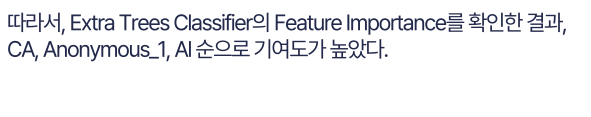 따라서, Extra Trees Classifier의 Feature Importance를 확인한 결과,
CA, Anonymous_1, Al 순으로 기여도가 높았다.